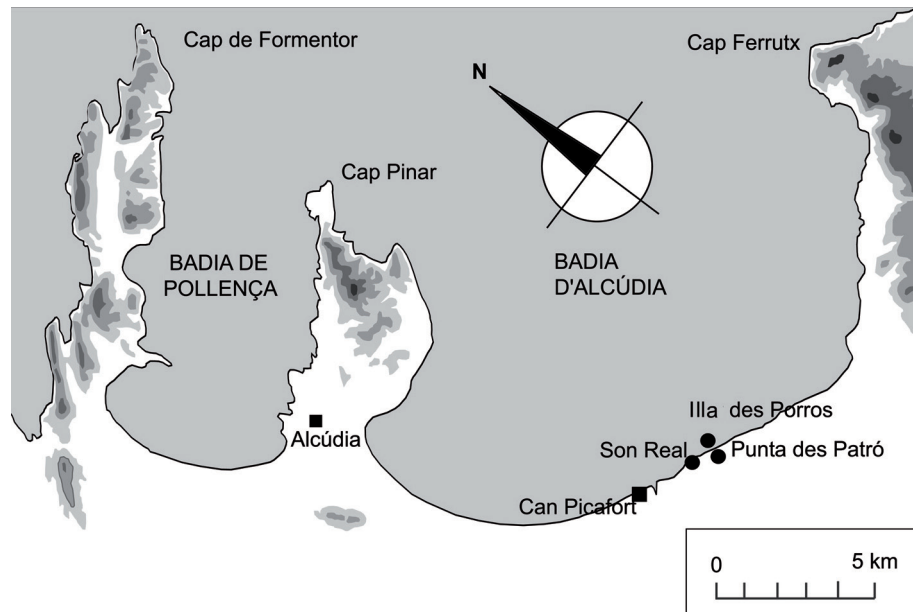 Cap de Formentor
Cap Ferrutx
N
Cap Pinar
BADIA DE
POLLENÇA
BADIA
D'ALCÚDIA
Illa des Porros
Alcúdia
Son Real
Punta des Patró
Can Picafort
0 5 km